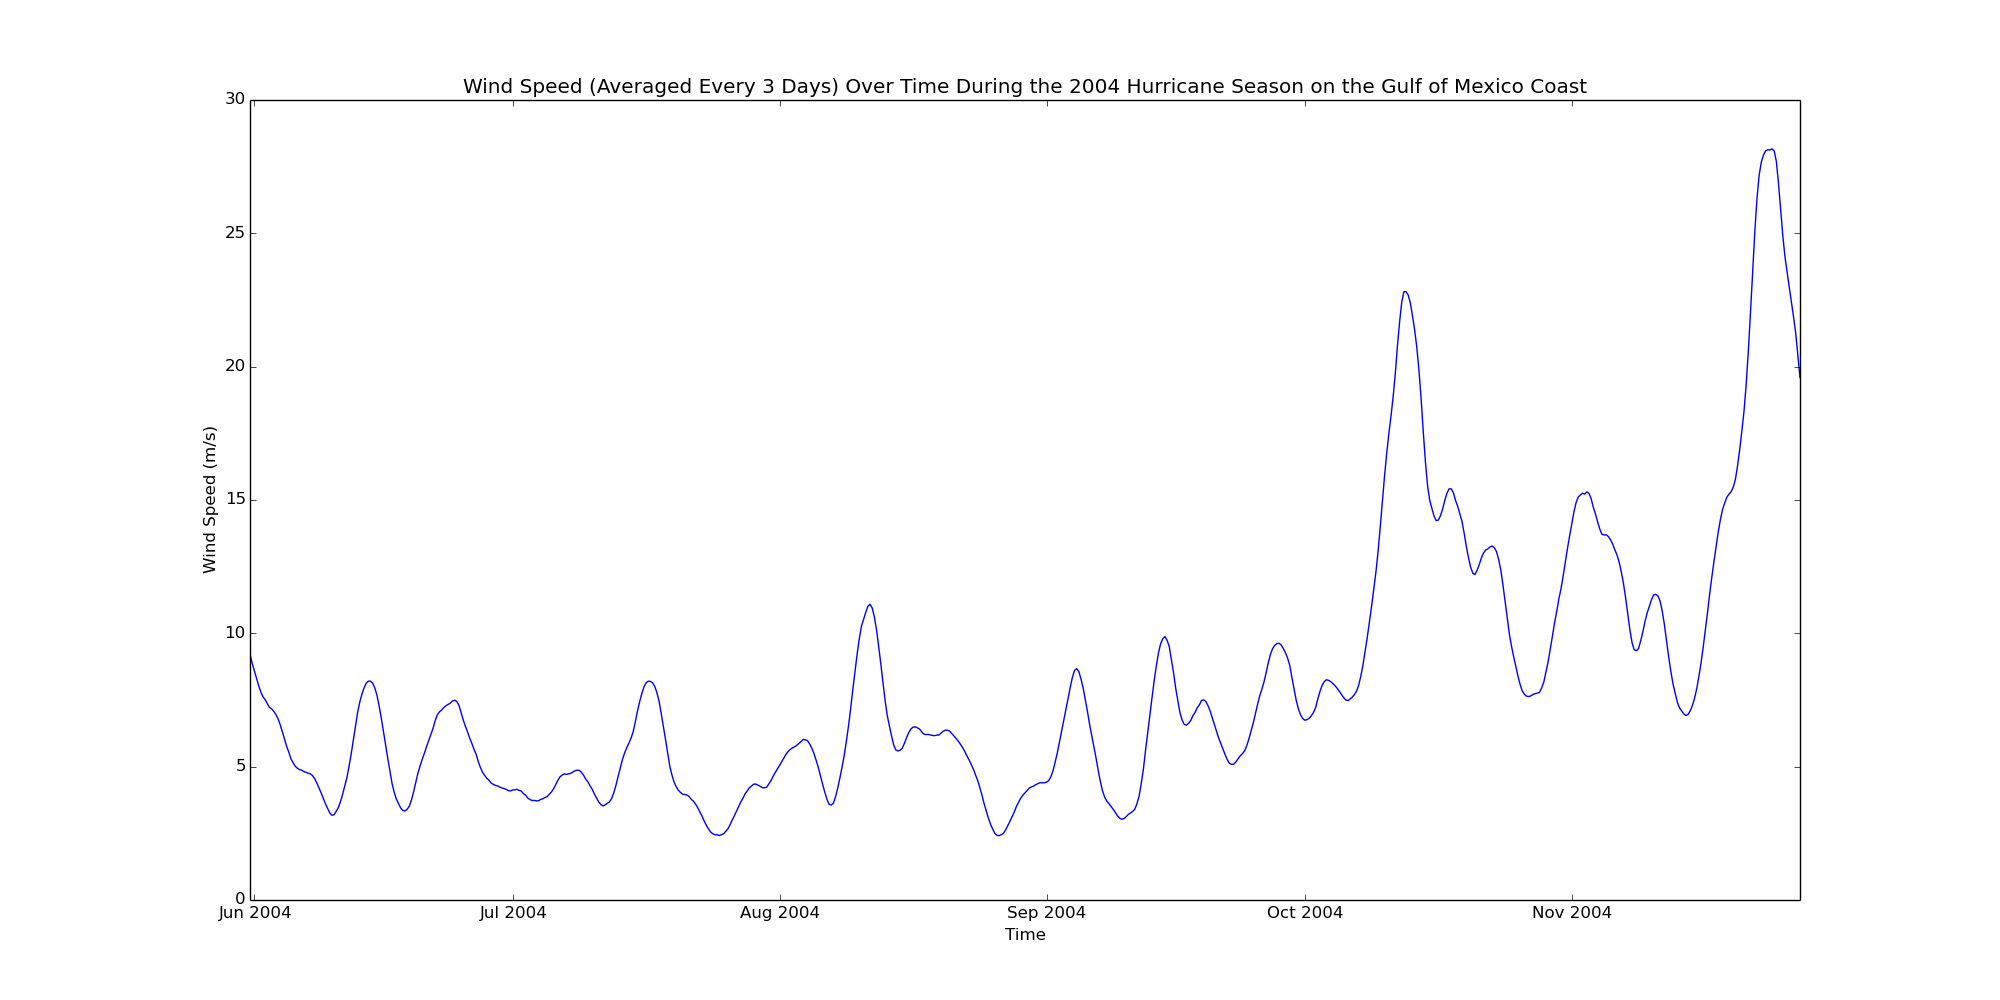 Wind Speed (Averaged Every 3 Days) Over Time During the 2004 Hurricane Season on the Gulf of Mexico Coast
30
25
20
15
10
5
0
Wind Speed (m/s)
Jun 2004
Jul 2004
Aug 2004
Sep 2004
Oct 2004
Nov 2004
Time